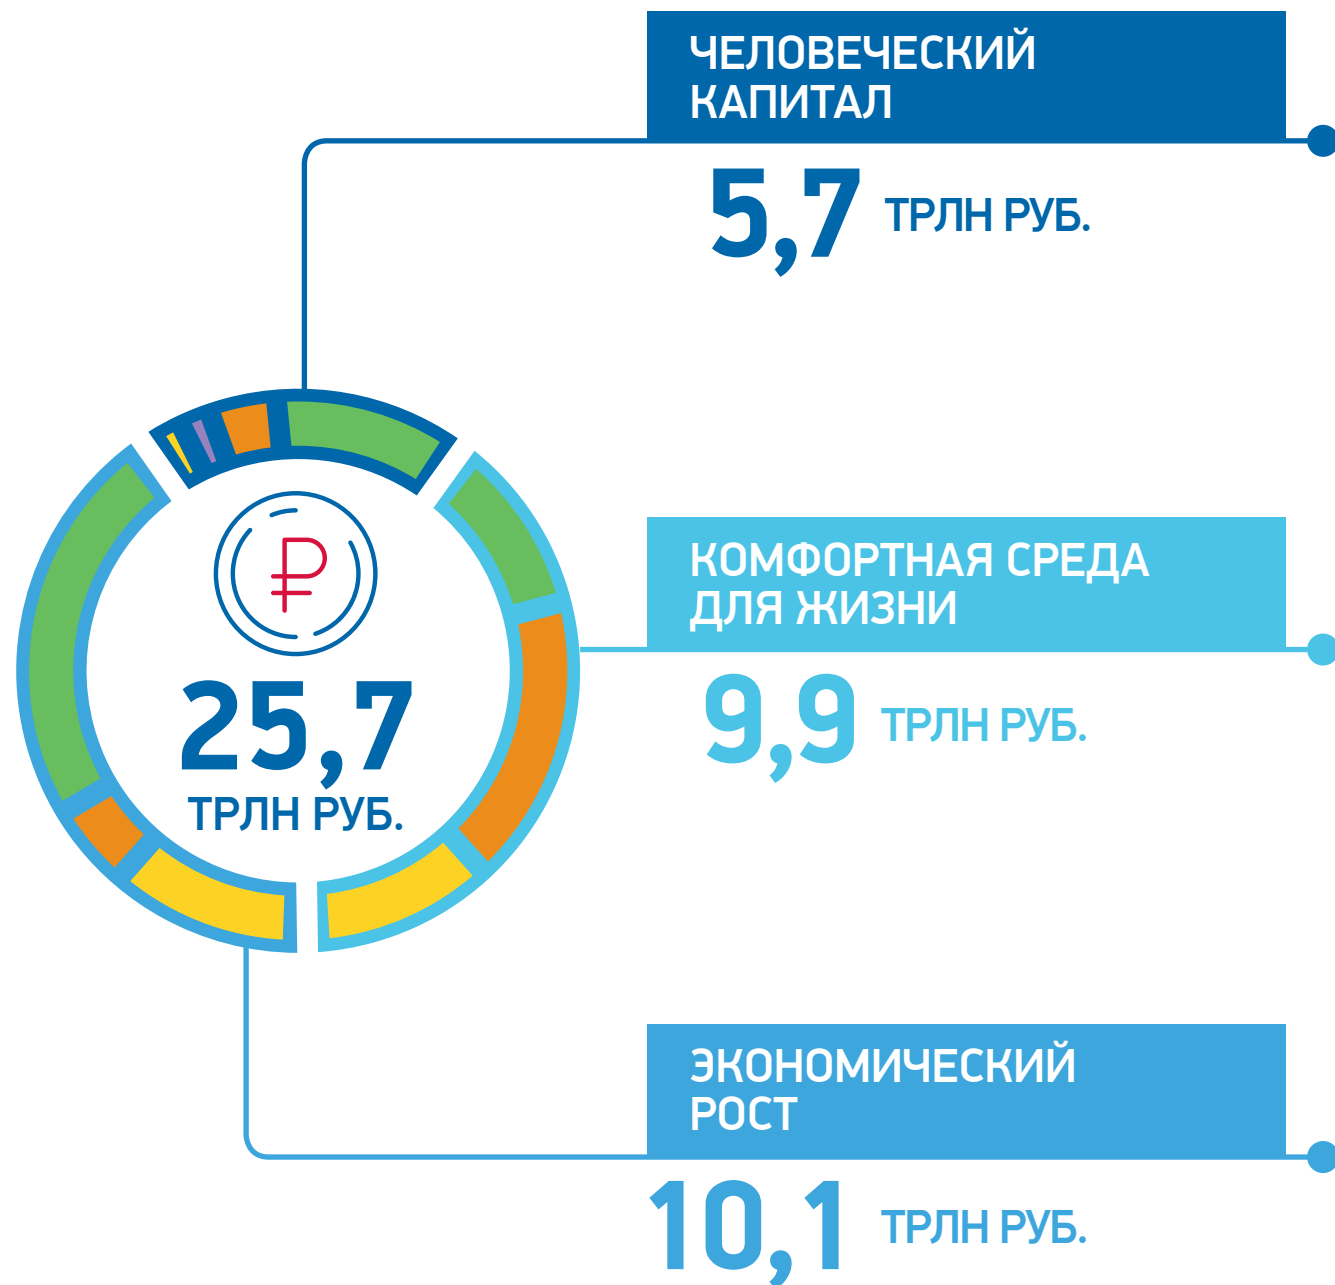 ЧЕЛОВЕЧЕСКИЙ
КАПИТАЛ
5,7 ТРЛН РУБ.
25,7
ТРЛН РУБ.
КОМФОРТНАЯ СРЕДА
ДЛЯ ЖИЗНИ
9,9 ТРЛН РУБ.
ЭКОНОМИЧЕСКИЙ
РОСТ
10,1 ТРЛН РУБ.